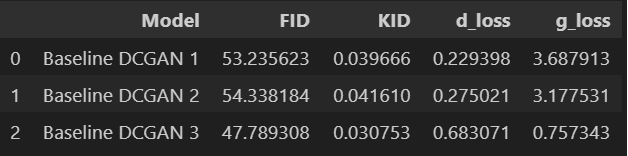 Model FID KID d_loss g_loss
0 Baseline DCGAN 1 53.235623 0.039666 0.229398 3.687913
1 Baseline DCGAN 2 54.338184 0.041610 0.275021 3.177531
2 Baseline DCGAN 3 47.789308 0.030753 0.683071 0.757343